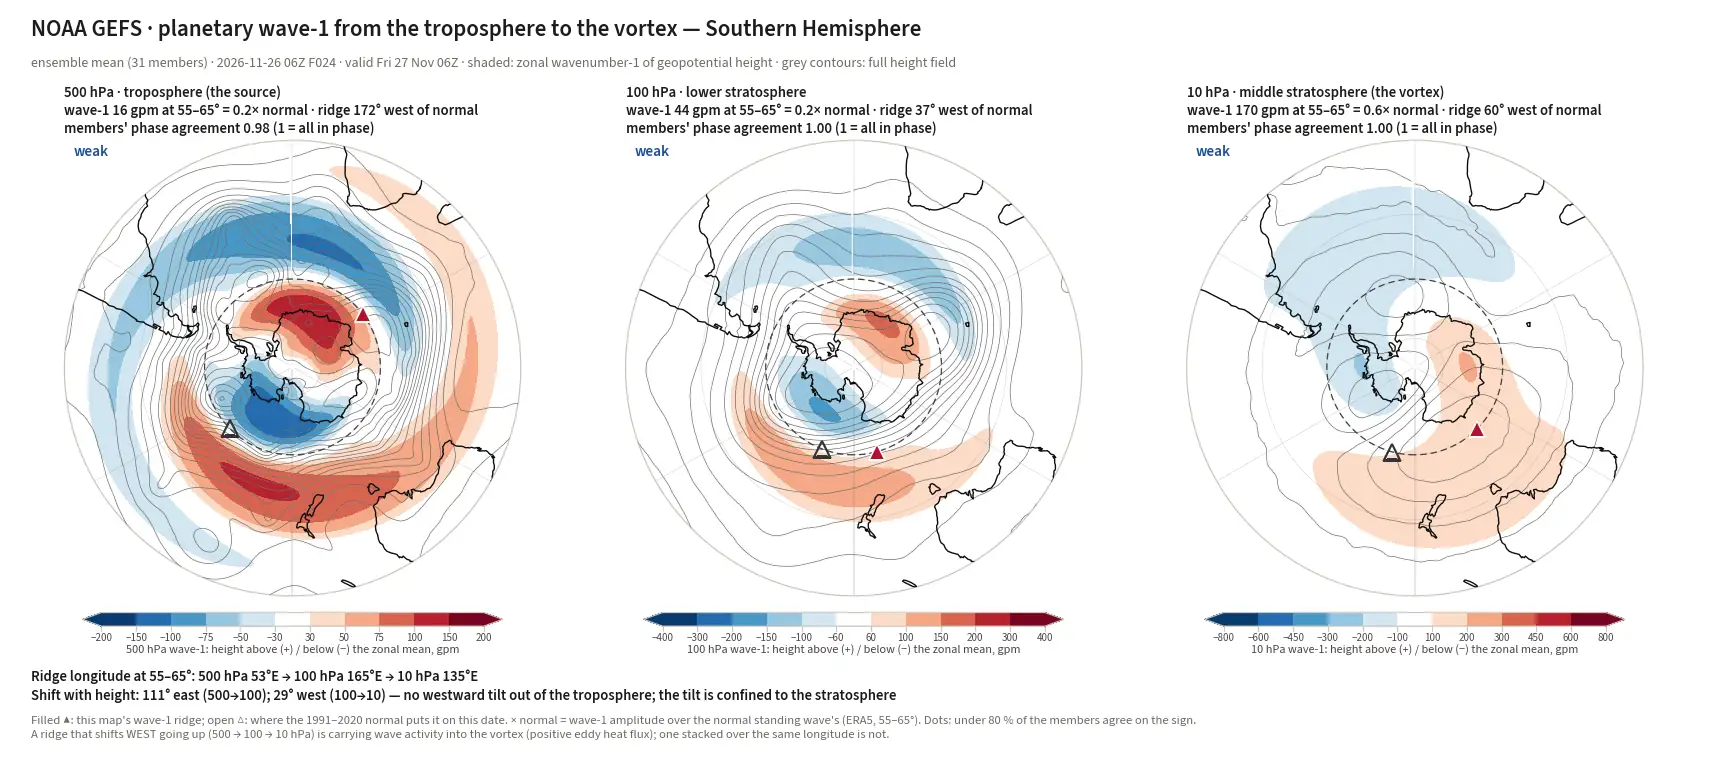 NOAA GEFS · planetary wave-1 from the troposphere to the vortex — Southern Hemisphere
ensemble mean (31 members) · 2026-11-26 06Z F024 · valid Fri 27 Nov 06Z · shaded: zonal wavenumber-1 of geopotential height · grey contours: full height field
500 hPa · troposphere (the source)
wave-1 16 gpm at 55–65° = 0.2× normal · ridge 172° west of normal
members' phase agreement 0.98 (1 = all in phase)
weak
100 hPa · lower stratosphere
wave-1 44 gpm at 55–65° = 0.2× normal · ridge 37° west of normal
members' phase agreement 1.00 (1 = all in phase)
weak
10 hPa · middle stratosphere (the vortex)
wave-1 170 gpm at 55–65° = 0.6× normal · ridge 60° west of normal
members' phase agreement 1.00 (1 = all in phase)
weak
−200 −150 −100 −75 −50 −30 30 50 75 100 150 200
500 hPa wave-1: height above (+) / below (−) the zonal mean, gpm
−400 −300 −200 −150 −100 −60 60 100 150 200 300 400
100 hPa wave-1: height above (+) / below (−) the zonal mean, gpm
−800 −600 −450 −300 −200 −100 100 200 300 450 600 800
10 hPa wave-1: height above (+) / below (−) the zonal mean, gpm
Ridge longitude at 55–65°: 500 hPa 53°E → 100 hPa 165°E → 10 hPa 135°E
Shift with height: 111° east (500→100); 29° west (100→10) — no westward tilt out of the troposphere; the tilt is confined to the stratosphere
Filled ▲: this map's wave-1 ridge; open △: where the 1991–2020 normal puts it on this date. × normal = wave-1 amplitude over the normal standing wave's (ERA5, 55–65°). Dots: under 80 % of the members agree on the sign.
A ridge that shifts WEST going up (500 → 100 → 10 hPa) is carrying wave activity into the vortex (positive eddy heat flux); one stacked over the same longitude is not.